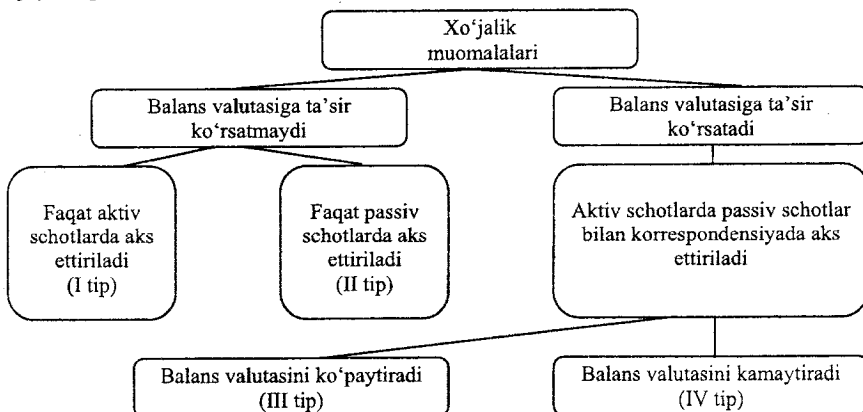 Xo‘jalik
muomalalari
Balans valutasiga ta’sir
ko‘rsatmaydi
Balans valutasiga ta’sir
ko‘rsatadi
Faqat aktiv
schotlarda aks
ettiriladi
(I tip)
Faqat passiv
schotlarda aks
ettiriladi
(II tip)
Aktiv schotlarda passiv schotlar
bilan korrespondensiyada aks
ettiriladi
Balans valutasini ko‘paytiradi
(III tip)
Balans valutasini kamaytiradi
(IV tip)